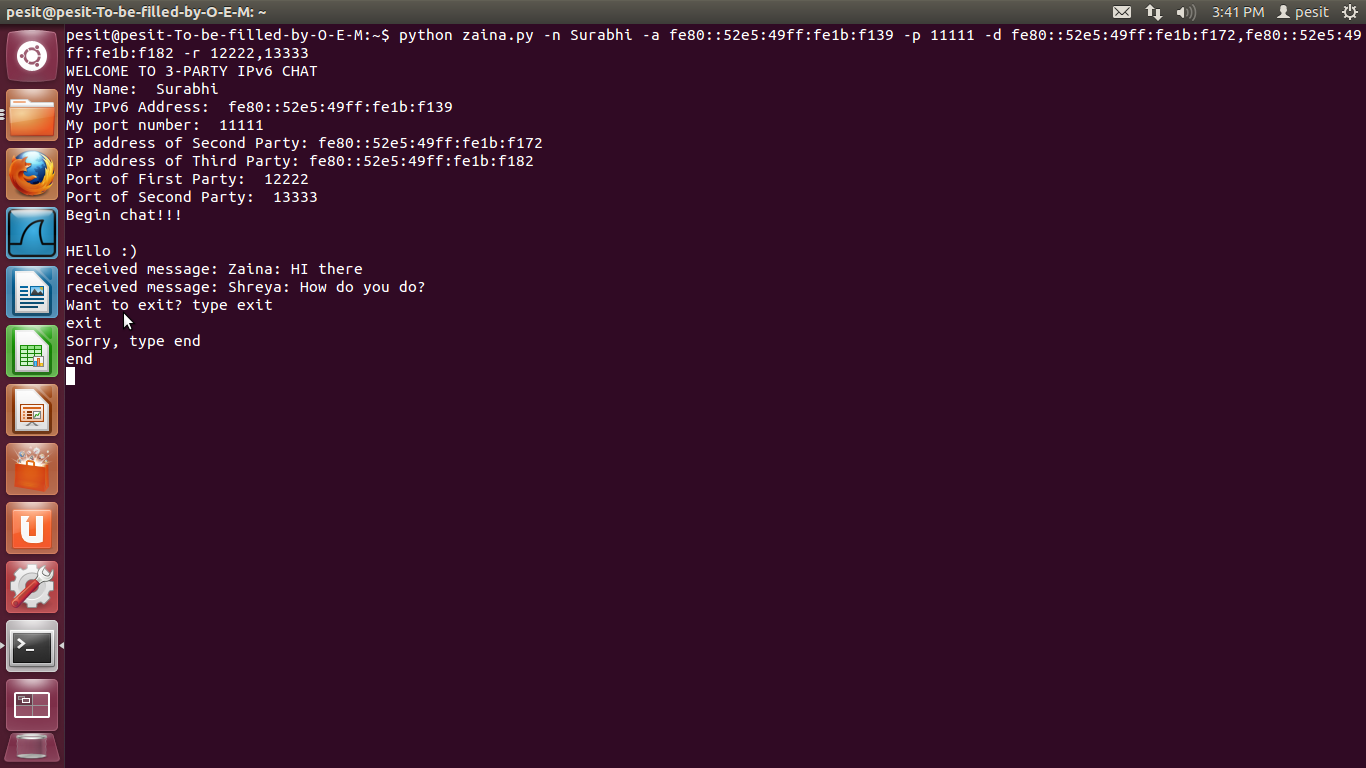 pesit@pesit-To-be-filled-by-O-E-M: ~
3:41 PM
pesit
pesit@pesit-To-be-filled-by-O-E-M:~$ python zaina.py -n Surabhi -a fe80::52e5:49ff:fe1b:f139 -p 11111 -d fe80::52e5:49ff:fe1b:f172,fe80::52e5:49
ff:fe1b:f182 -r 12222,13333
WELCOME TO 3-PARTY IPv6 CHAT
My Name:  Surabhi
My IPv6 Address:  fe80::52e5:49ff:fe1b:f139
My port number:  11111
IP address of Second Party: fe80::52e5:49ff:fe1b:f172
IP address of Third Party: fe80::52e5:49ff:fe1b:f182
Port of First Party:  12222
Port of Second Party:  13333
Begin chat!!!
HEllo :)
received message: Zaina: HI there
received message: Shreya: How do you do?
Want to exit? type exit
exit
Sorry, type end
end